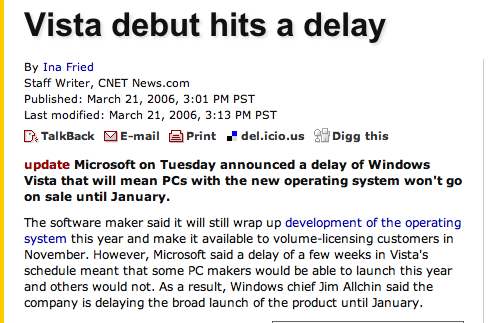 Vista debut hits a delay
By Ina Fried
Staff Writer, CNET News.com
Published: March 21, 2006, 3:01 PM PST
Last modified: March 21, 2006, 3:13 PM PST
TalkBack E-mail Print del.icio.us Digg this
update Microsoft on Tuesday announced a delay of Windows
Vista that will mean PCs with the new operating system won't go
on sale until January.
The software maker said it will still wrap up development of the operating
system this year and make it available to volume-licensing customers in
November. However, Microsoft said a delay of a few weeks in Vista's
schedule meant that some PC makers would be able to launch this year
and others would not. As a result, Windows chief Jim Allchin said the
company is delaying the broad launch of the product until January.